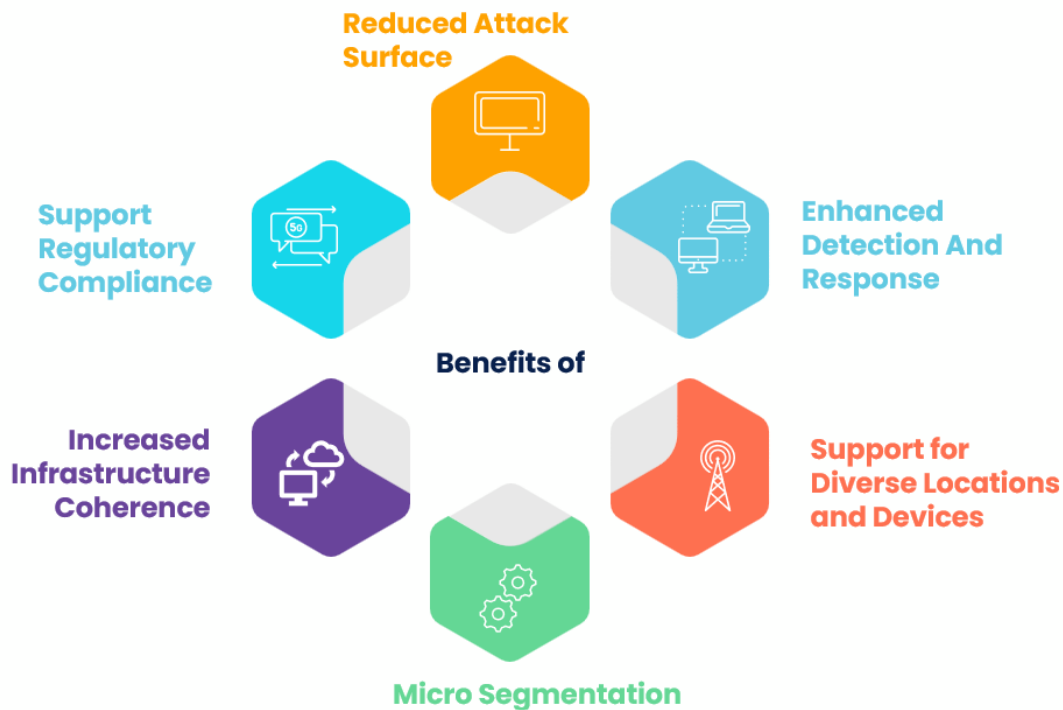 Reduced Attack
Surface
Support
Regulatory
Compliance
5G
Enhanced
Detection And
Response
Benefits of
Increased
Infrastructure
Coherence
Support for
Diverse Locations
and Devices
Micro Segmentation